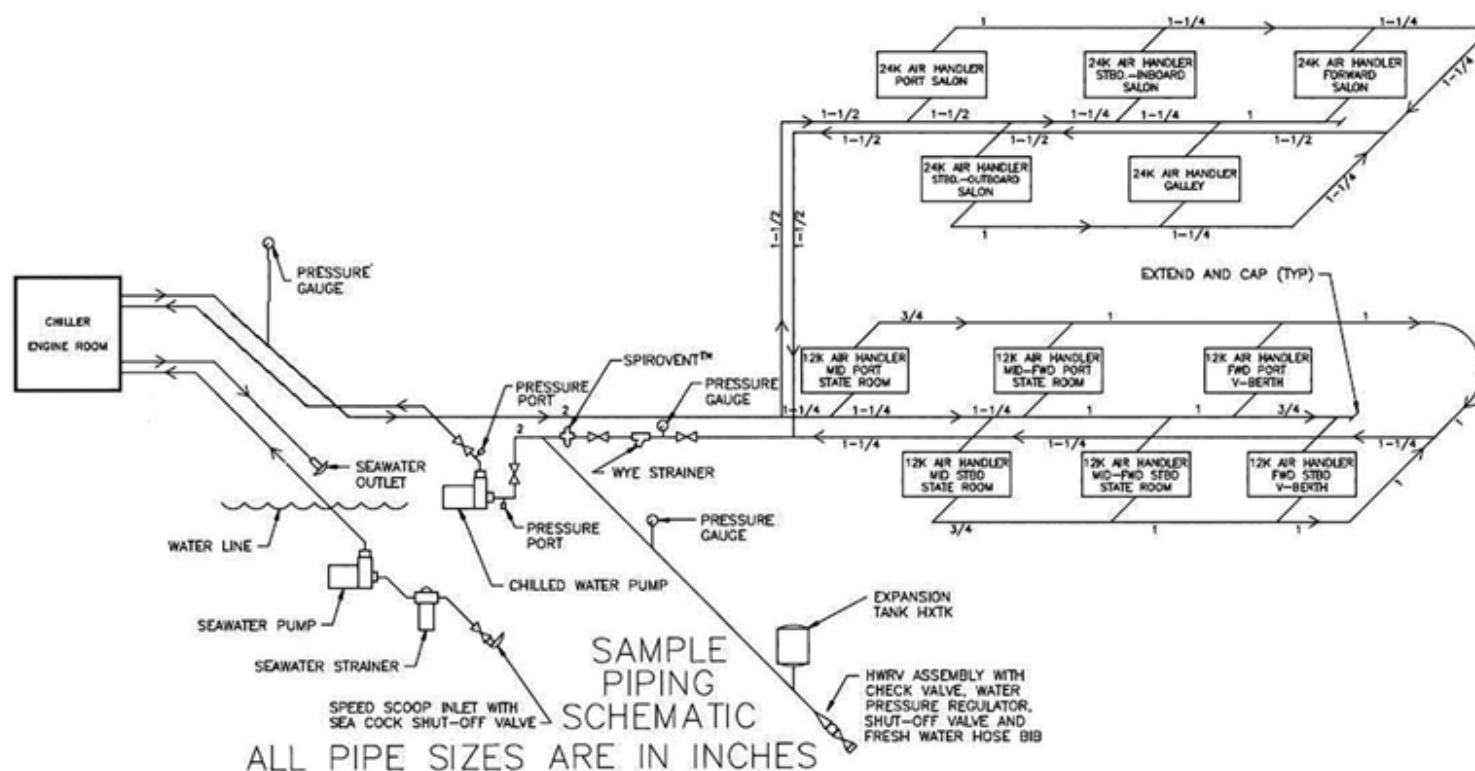 1
1-1/4
1-1/4
24K AIR HANDLER
PORT SALON
24K AIR HANDLER
STBD.-INBOARD
SALON
24K AIR HANDLER
FORWARD
SALON
1-1/4
1-1/2
1-1/2
1-1/4
1-1/4
1
1-1/2
1-1/2
1-1/2
24K AIR HANDLER
STBD.-OUTBOARD
SALON
24K AIR HANDLER
GALLEY
1-1/4
1
1-1/4
1-1/2
1-1/2
PRESSURE
GAUGE
EXTEND AND CAP (TYP)
CHILLER
ENGINE ROOM
3/4
1
1
SPIROVENT™
12K AIR HANDLER
MID PORT
STATE ROOM
12K AIR HANDLER
MID-FWD PORT
STATE ROOM
12K AIR HANDLER
FWD PORT
V-BERTH
PRESSURE
PORT
PRESSURE
GAUGE
2
1-1/4
1-1/4
1-1/4
1
1
3/4
2
1-1/4
1-1/4
1-1/4
WYE STRAINER
SEAWATER
OUTLET
12K AIR HANDLER
MID STBD
STATE ROOM
12K AIR HANDLER
MID-FWD STBD
STATE ROOM
12K AIR HANDLER
FWD STBD
V-BERTH
1
3/4
1
1
WATER LINE
PRESSURE
PORT
PRESSURE
GAUGE
CHILLED WATER PUMP
SEAWATER PUMP
SEAWATER STRAINER
EXPANSION
TANK HXTK
SPEED SCOOP INLET WITH
SEA COCK SHUT-OFF VALVE
HWRV ASSEMBLY WITH
CHECK VALVE, WATER
PRESSURE REGULATOR,
SHUT-OFF VALVE AND
FRESH WATER HOSE BIB
SAMPLE
PIPING
SCHEMATIC
ALL PIPE SIZES ARE IN INCHES